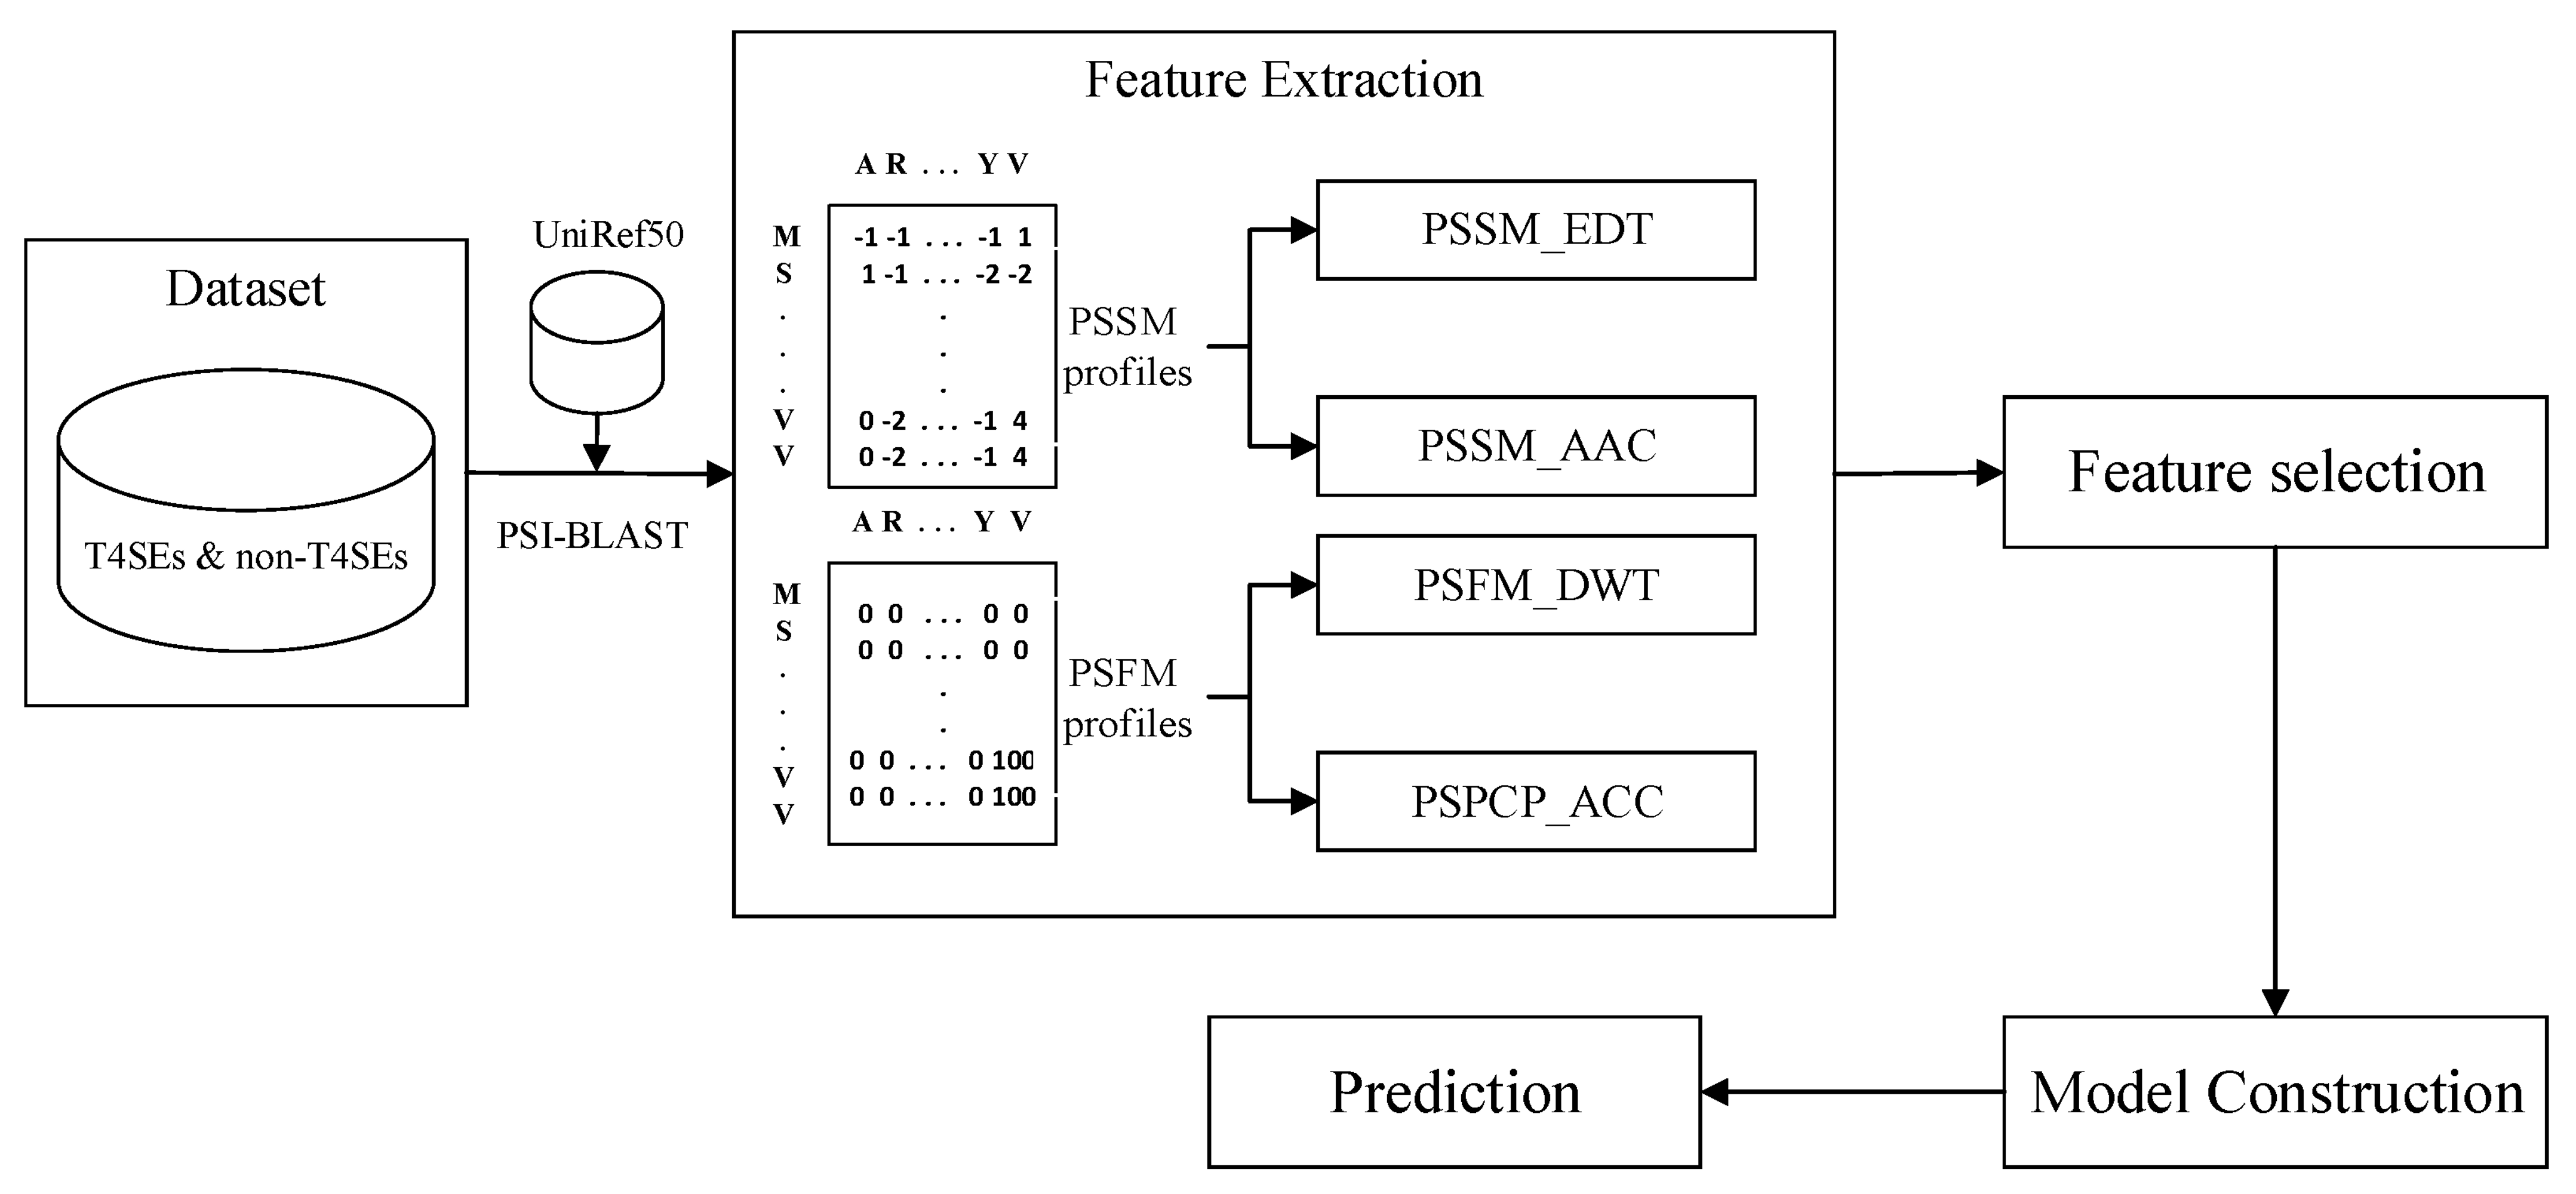 Feature Extraction
Dataset
T4SEs & non-T4SEs
UniRef50
PSI-BLAST
A R . . . Y V
M -1 -1 . . . -1 1
S 1 -1 . . . -2 -2
. .
. .
. .
V 0 -2 . . . -1 4
V 0 -2 . . . -1 4
PSSM
profiles
PSSM_EDT
PSSM_AAC
A R . . . Y V
M 0 0 . . . 0 0
S 0 0 . . . 0 0
. .
. .
.
V 0 0 . . . 0 100
V 0 0 . . . 0 100
PSFM
profiles
PSFM_DWT
PSPCP_ACC
Feature selection
Model Construction
Prediction